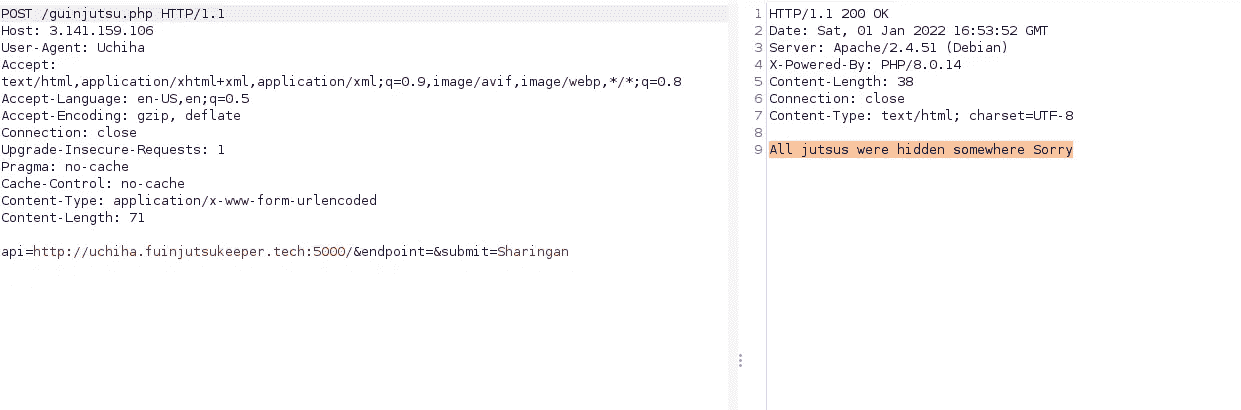 POST /guinjutsu.php HTTP/1.1
Host: 3.141.159.106
User-Agent: Uchiha
Accept:
text/html,application/xhtml+xml,application/xml;q=0.9,image/avif,image/webp,*/*;q=0.8
Accept-Language: en-US,en;q=0.5
Accept-Encoding: gzip, deflate
Connection: close
Upgrade-Insecure-Requests: 1
Pragma: no-cache
Cache-Control: no-cache
Content-Type: application/x-www-form-urlencoded
Content-Length: 71

api=http://uchiha.fuinjutsukeeper.tech:5000/&endpoint=&submit=Sharingan
1 HTTP/1.1 200 OK
2 Date: Sat, 01 Jan 2022 16:53:52 GMT
3 Server: Apache/2.4.51 (Debian)
4 X-Powered-By: PHP/8.0.14
5 Content-Length: 38
6 Connection: close
7 Content-Type: text/html; charset=UTF-8
8
9 All jutsus were hidden somewhere Sorry